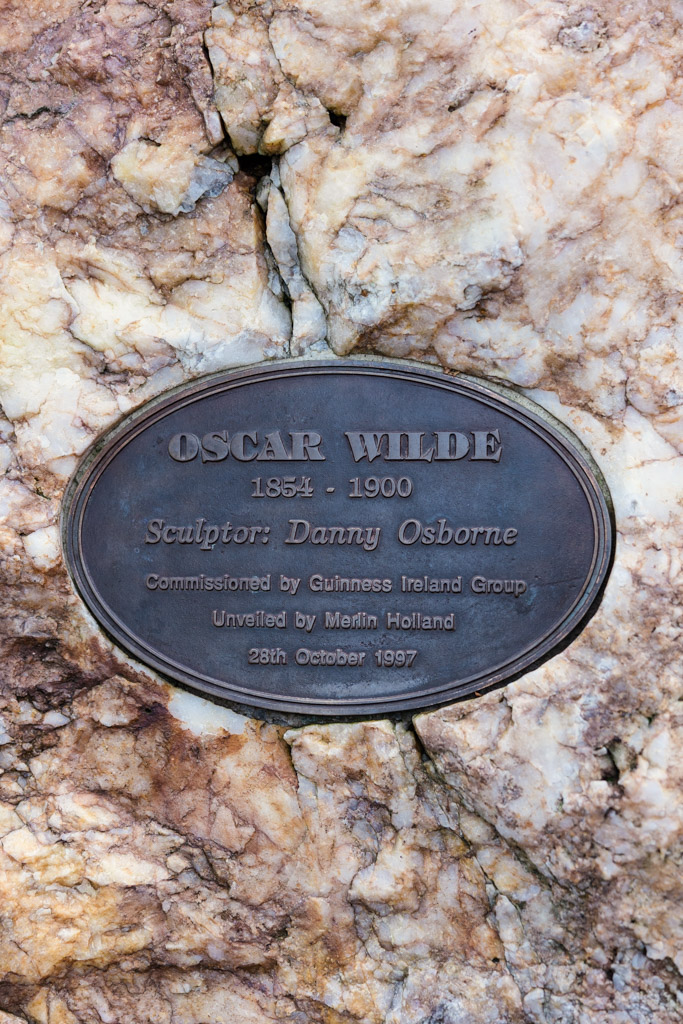 OSCAR WILDE
1854 - 1900
Sculptor: Danny Osborne
Commissioned by Guinness Ireland Group
Unveiled by Merlin Holland
28th October 1997